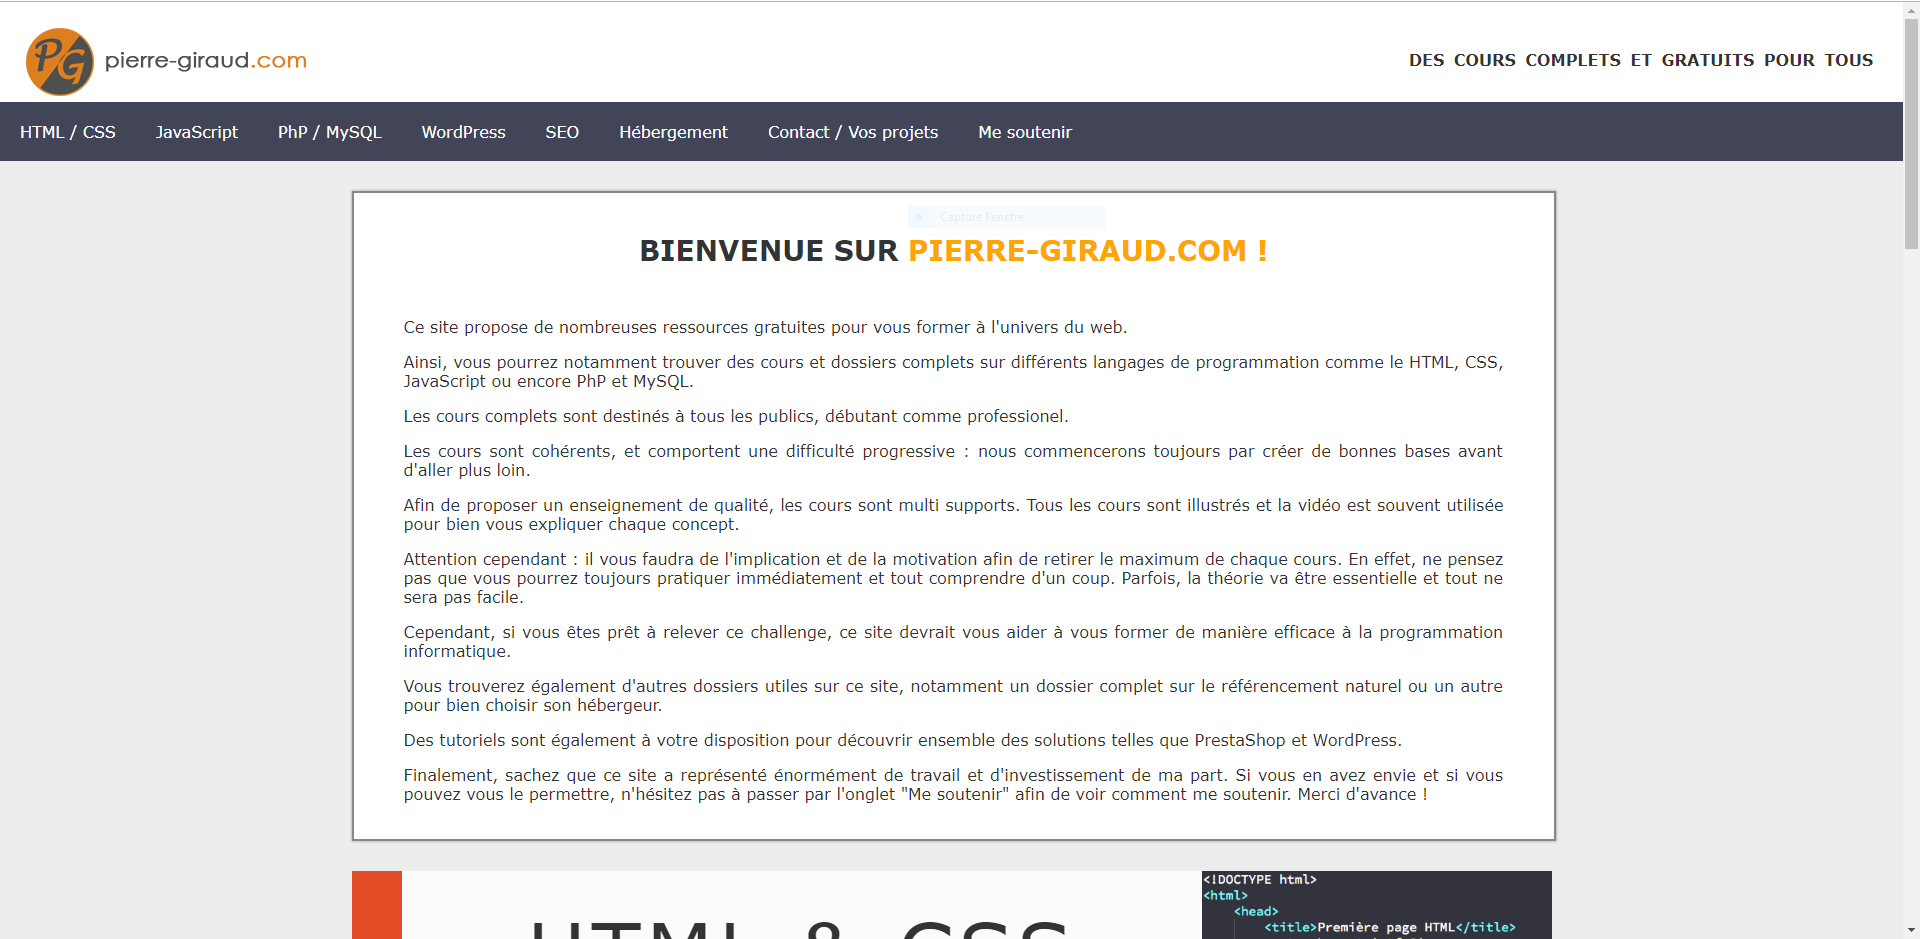 PG pierre-giraud.com
DES COURS COMPLETS ET GRATUITS POUR TOUS
HTML / CSS JavaScript PhP / MySQL WordPress SEO Hébergement Contact / Vos projets Me soutenir
Capture Fenêtre
BIENVENUE SUR PIERRE-GIRAUD.COM !
Ce site propose de nombreuses ressources gratuites pour vous former à l'univers du web.
Ainsi, vous pourrez notamment trouver des cours et dossiers complets sur différents langages de programmation comme le HTML, CSS,
JavaScript ou encore PhP et MySQL.
Les cours complets sont destinés à tous les publics, débutant comme professionel.
Les cours sont cohérents, et comportent une difficulté progressive : nous commencerons toujours par créer de bonnes bases avant
d'aller plus loin.
Afin de proposer un enseignement de qualité, les cours sont multi supports. Tous les cours sont illustrés et la vidéo est souvent utilisée
pour bien vous expliquer chaque concept.
Attention cependant : il vous faudra de l'implication et de la motivation afin de retirer le maximum de chaque cours. En effet, ne pensez
pas que vous pourrez toujours pratiquer immédiatement et tout comprendre d'un coup. Parfois, la théorie va être essentielle et tout ne
sera pas facile.
Cependant, si vous êtes prêt à relever ce challenge, ce site devrait vous aider à vous former de manière efficace à la programmation
informatique.
Vous trouverez également d'autres dossiers utiles sur ce site, notamment un dossier complet sur le référencement naturel ou un autre
pour bien choisir son hébergeur.
Des tutoriels sont également à votre disposition pour découvrir ensemble des solutions telles que PrestaShop et WordPress.
Finalement, sachez que ce site a représenté énormément de travail et d'investissement de ma part. Si vous en avez envie et si vous
pouvez vous le permettre, n'hésitez pas à passer par l'onglet "Me soutenir" afin de voir comment me soutenir. Merci d'avance !
HTML & CSS
<!DOCTYPE html>
<html>
<head>
<title>Première page HTML</title>